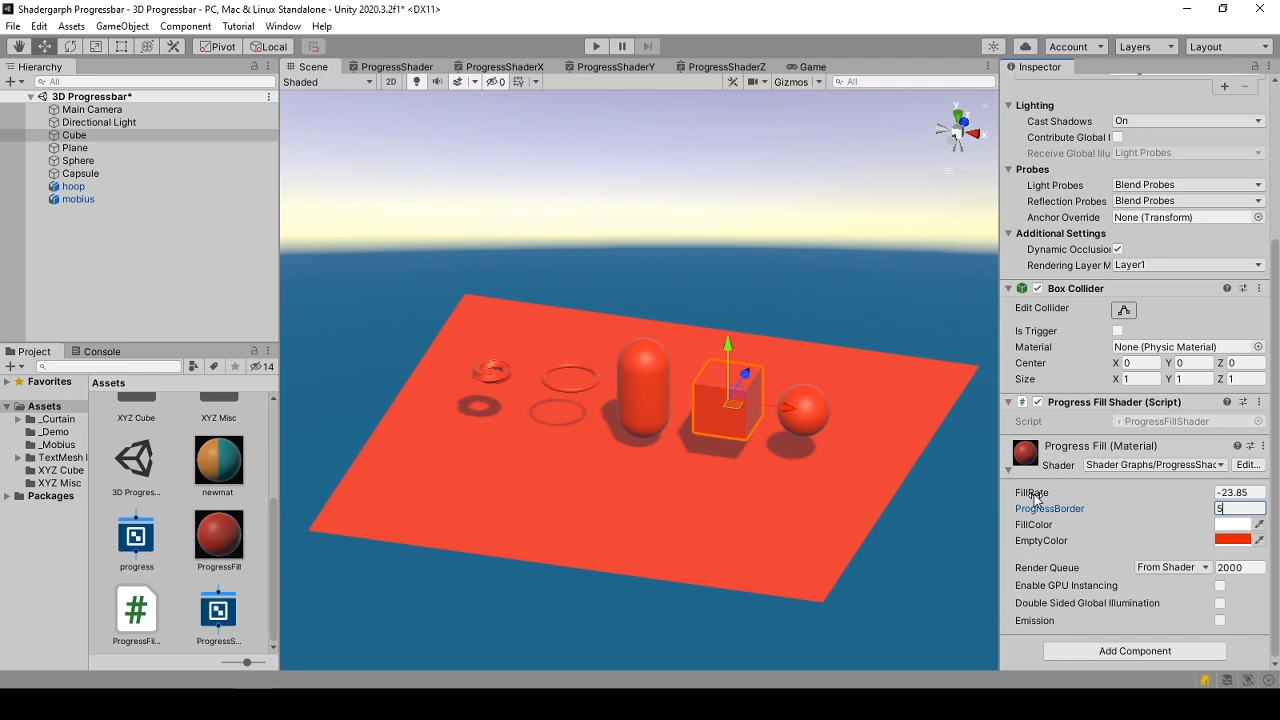 Shadergarph Progressbar - 3D Progressbar - PC, Mac & Linux Standalone - Unity 2020.3.2f1* <DX11>
File Edit Assets GameObject Component Tutorial Window Help
Pivot Local Account Layers Layout
Hierarchy
All
3D Progressbar*
Main Camera
Directional Light
Cube
Plane
Sphere
Capsule
hoop
mobius
Scene ProgressShader ProgressShaderX ProgressShaderY ProgressShaderZ Game
Shaded 2D 0 Gizmos All
y
x
Project Console
14
Favorites
Assets
_Curtain
_Demo
_Mobius
TextMesh
XYZ Cube
XYZ Misc
Packages
Assets
XYZ Cube XYZ Misc
3D Progres... newmat
progress ProgressFill
ProgressFil... ProgressS...
Inspector
Lighting
Cast Shadows On
Contribute Global I
Receive Global Illu Light Probes
Probes
Light Probes Blend Probes
Reflection Probes Blend Probes
Anchor Override None (Transform)
Additional Settings
Dynamic Occlusio
Rendering Layer M Layer1
Box Collider
Edit Collider
Is Trigger
Material None (Physic Material)
Center X 0 Y 0 Z 0
Size X 1 Y 1 Z 1
# Progress Fill Shader (Script)
Script ProgressFillShader
Progress Fill (Material)
Shader Shader Graphs/ProgressShad Edit...
FillRate -23.85
ProgressBorder 5
FillColor
EmptyColor
Render Queue From Shader 2000
Enable GPU Instancing
Double Sided Global Illumination
Emission
Add Component